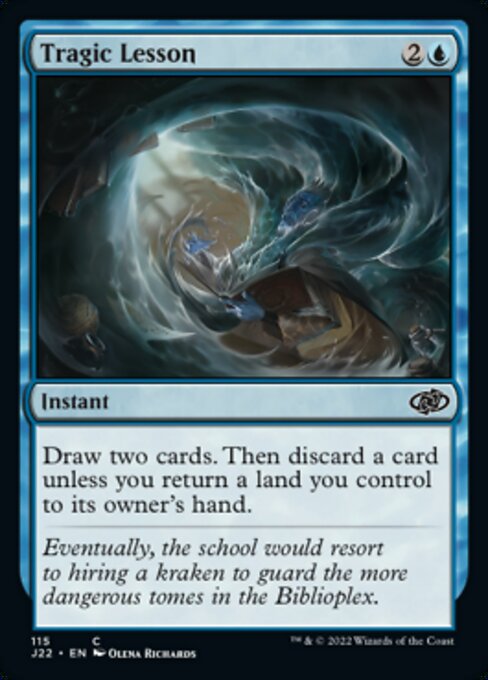 Tragic Lesson 2
Instant
Draw two cards. Then discard a card
unless you return a land you control
to its owner's hand.
Eventually, the school would resort
to hiring a kraken to guard the more
dangerous tomes in the Biblioplex.
115 C
J22 • EN Olena Richards ™ & © 2022 Wizards of the Coast